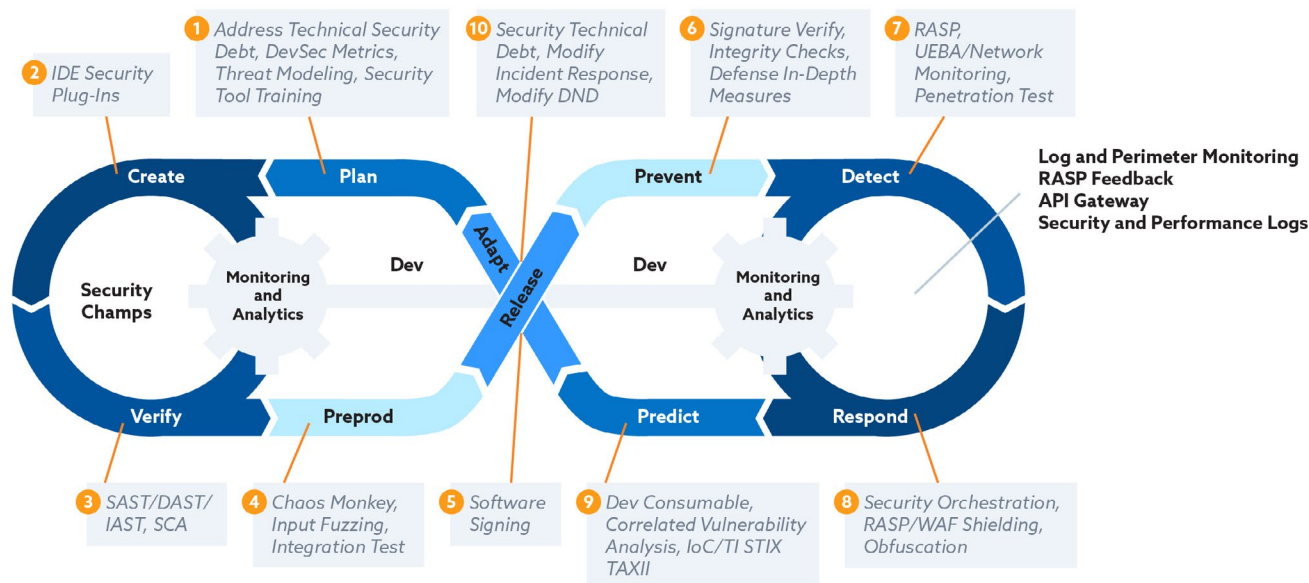 1 Address Technical Security
Debt, DevSec Metrics,
Threat Modeling, Security
Tool Training
10 Security Technical
Debt, Modify
Incident Response,
Modify DND
6 Signature Verify,
Integrity Checks,
Defense In-Depth
Measures
7 RASP,
UEBA/Network
Monitoring,
Penetration Test
2 IDE Security
Plug-Ins
Log and Perimeter Monitoring
RASP Feedback
API Gateway
Security and Performance Logs
Create
Plan
Prevent
Detect
Adapt
Release
Dev
Dev
Security
Champs
Monitoring
and
Analytics
Monitoring
and
Analytics
Verify
Preprod
Predict
Respond
3 SAST/DAST/
IAST, SCA
4 Chaos Monkey,
Input Fuzzing,
Integration Test
5 Software
Signing
9 Dev Consumable,
Correlated Vulnerability
Analysis, IoC/TI STIX
TAXII
8 Security Orchestration,
RASP/WAF Shielding,
Obfuscation